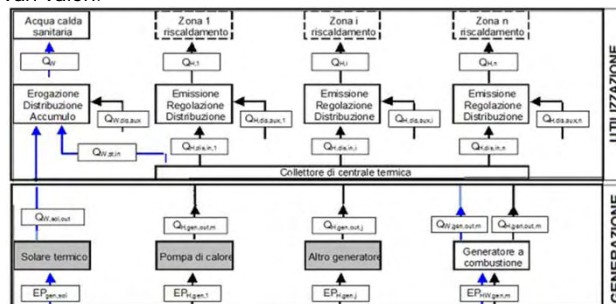 Acqua calda
sanitaria
Zona 1
riscaldamento
Zona i
riscaldamento
Zona n
riscaldamento
Q_W
Q_H,1
Q_H,i
Q_H,n
Erogazione
Distribuzione
Accumulo
Emissione
Regolazione
Distribuzione
Emissione
Regolazione
Distribuzione
Emissione
Regolazione
Distribuzione
Q_W,dis,aux
Q_H,dis,aux,1
Q_H,dis,aux,i
Q_H,dis,aux,n
Q_W,st,in
Q_H,dis,in,1
Q_H,dis,in,i
Q_H,dis,in,n
Collettore di centrale termica
UTILIZZAZIONE
Q_W,sol,out
Q_H,gen,out,m
Q_H,gen,out,j
Q_W,gen,out,m
Q_H,gen,out,m
Solare termico
Pompa di calore
Altro generatore
Generatore a
combustione
EP_gen,sol
EP_H,gen,1
EP_H,gen,j
EP_HW,gen,m